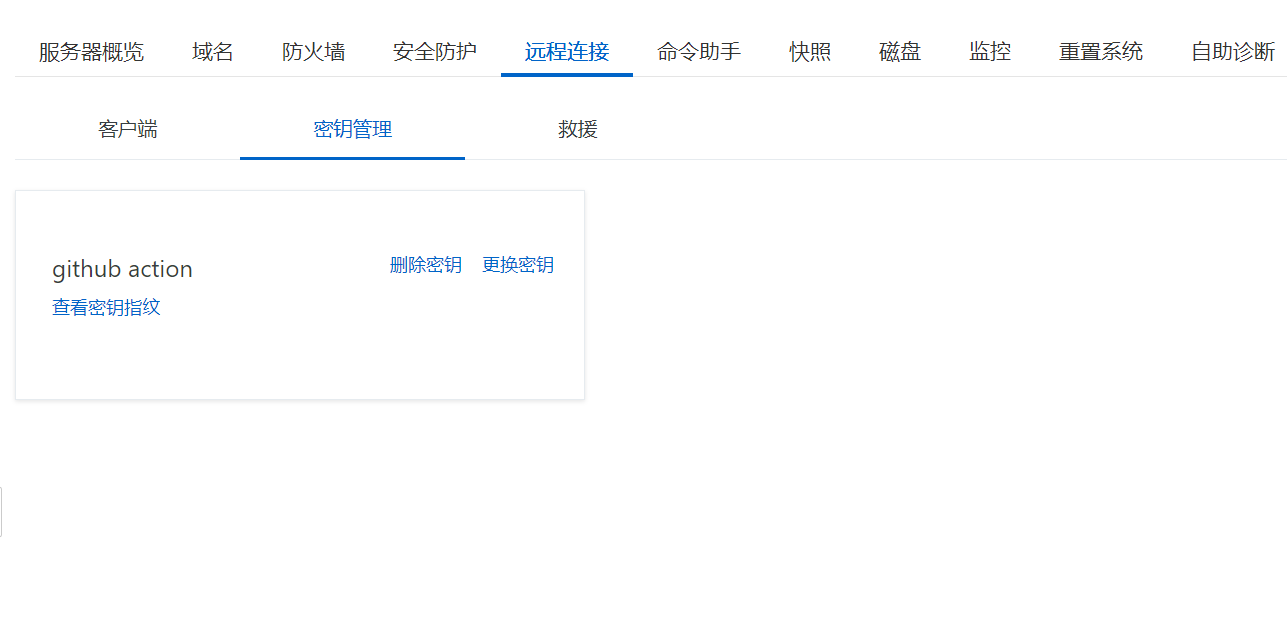 服务器概览 域名 防火墙 安全防护 远程连接 命令助手 快照 磁盘 监控 重置系统 自助诊断
客户端 密钥管理 救援
github action 删除密钥 更换密钥
查看密钥指纹